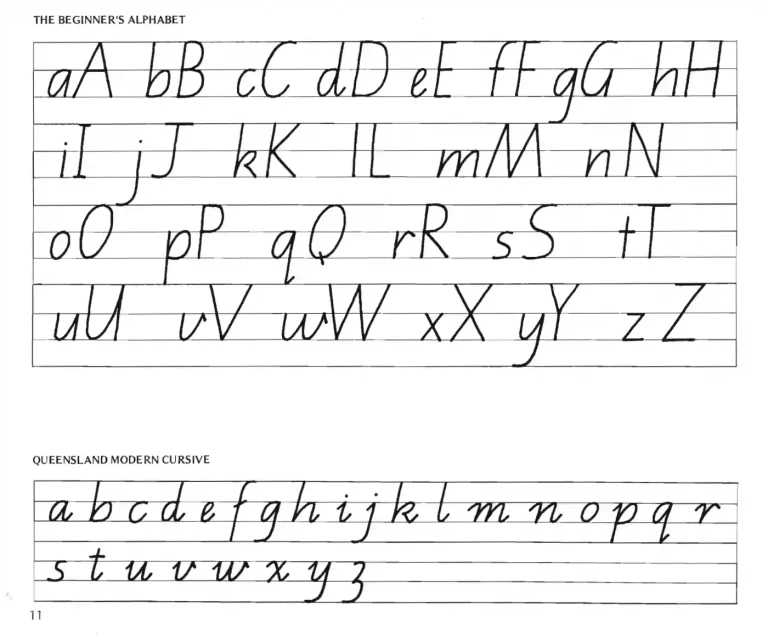 THE BEGINNER'S ALPHABET
aA bB cC dD eE fF gG hH
iI jJ kK lL mM nN
oO pP qQ rR sS tT
uU vV wW xX yY zZ
QUEENSLAND MODERN CURSIVE
a b c d e f g h i j k l m n o p q r
s t u v w x y z
11